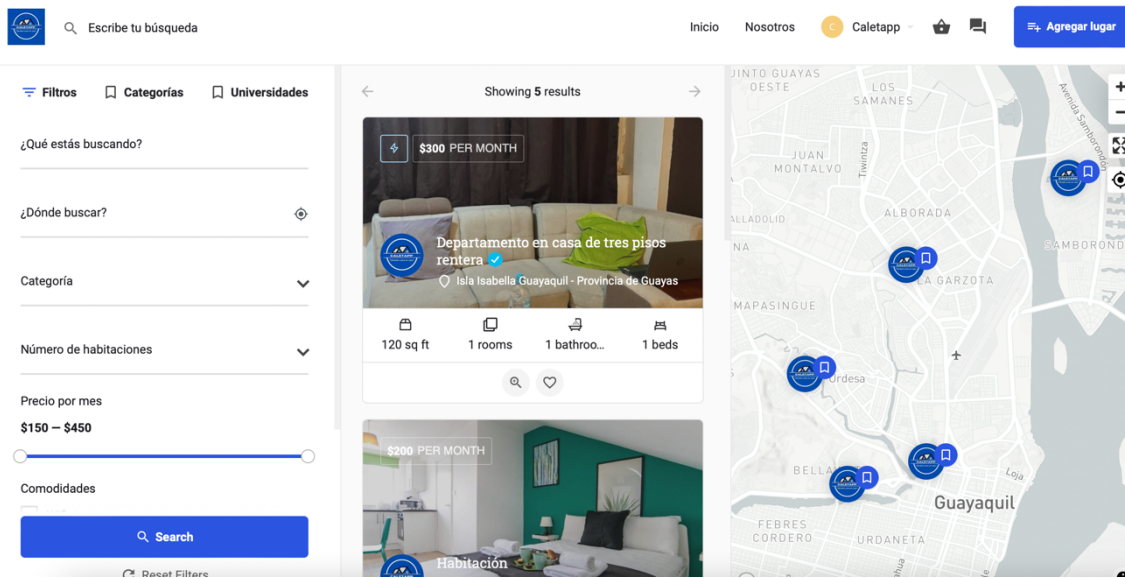 Escribe tu búsqueda
Inicio
Nosotros
C
Caletapp
Agregar lugar
Filtros
Categorías
Universidades
¿Qué estás buscando?
¿Dónde buscar?
Categoría
Número de habitaciones
Precio por mes
$150 — $450
Comodidades
Search
Reset Filters
Showing 5 results
$300 PER MONTH
Departamento en casa de tres pisos
rentera
Isla Isabella Guayaquil - Provincia de Guayas
120 sq ft
1 rooms
1 bathroo...
1 beds
$200 PER MONTH
Habitación
JINTO GUAYAS
OESTE
LOS
SAMANES
Avenida Samborondón
JUAN
MONTALVO
Tiwintza
ALLADOLID
ALBORADA
NA
SAMBOROND
LA GARZOTA
MAPASINGUE
Urdesa
BELLA
Loja
Guayaquil
FEBRES
CORDERO
URDANETA